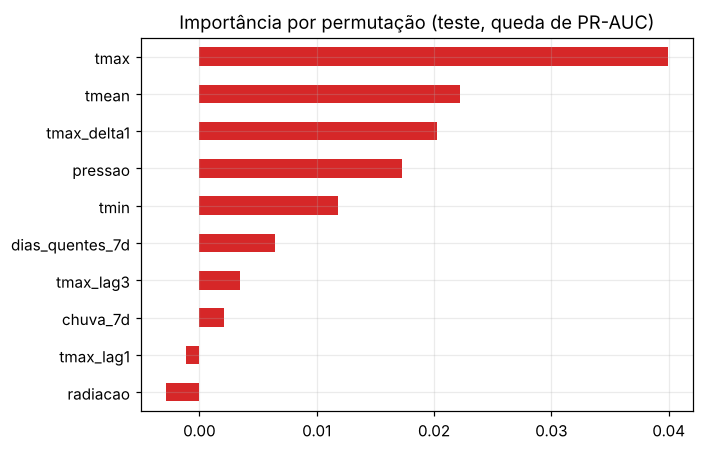 Importância por permutação (teste, queda de PR-AUC)
tmax
tmean
tmax_delta1
pressao
tmin
dias_quentes_7d
tmax_lag3
chuva_7d
tmax_lag1
radiacao
0.00 0.01 0.02 0.03 0.04